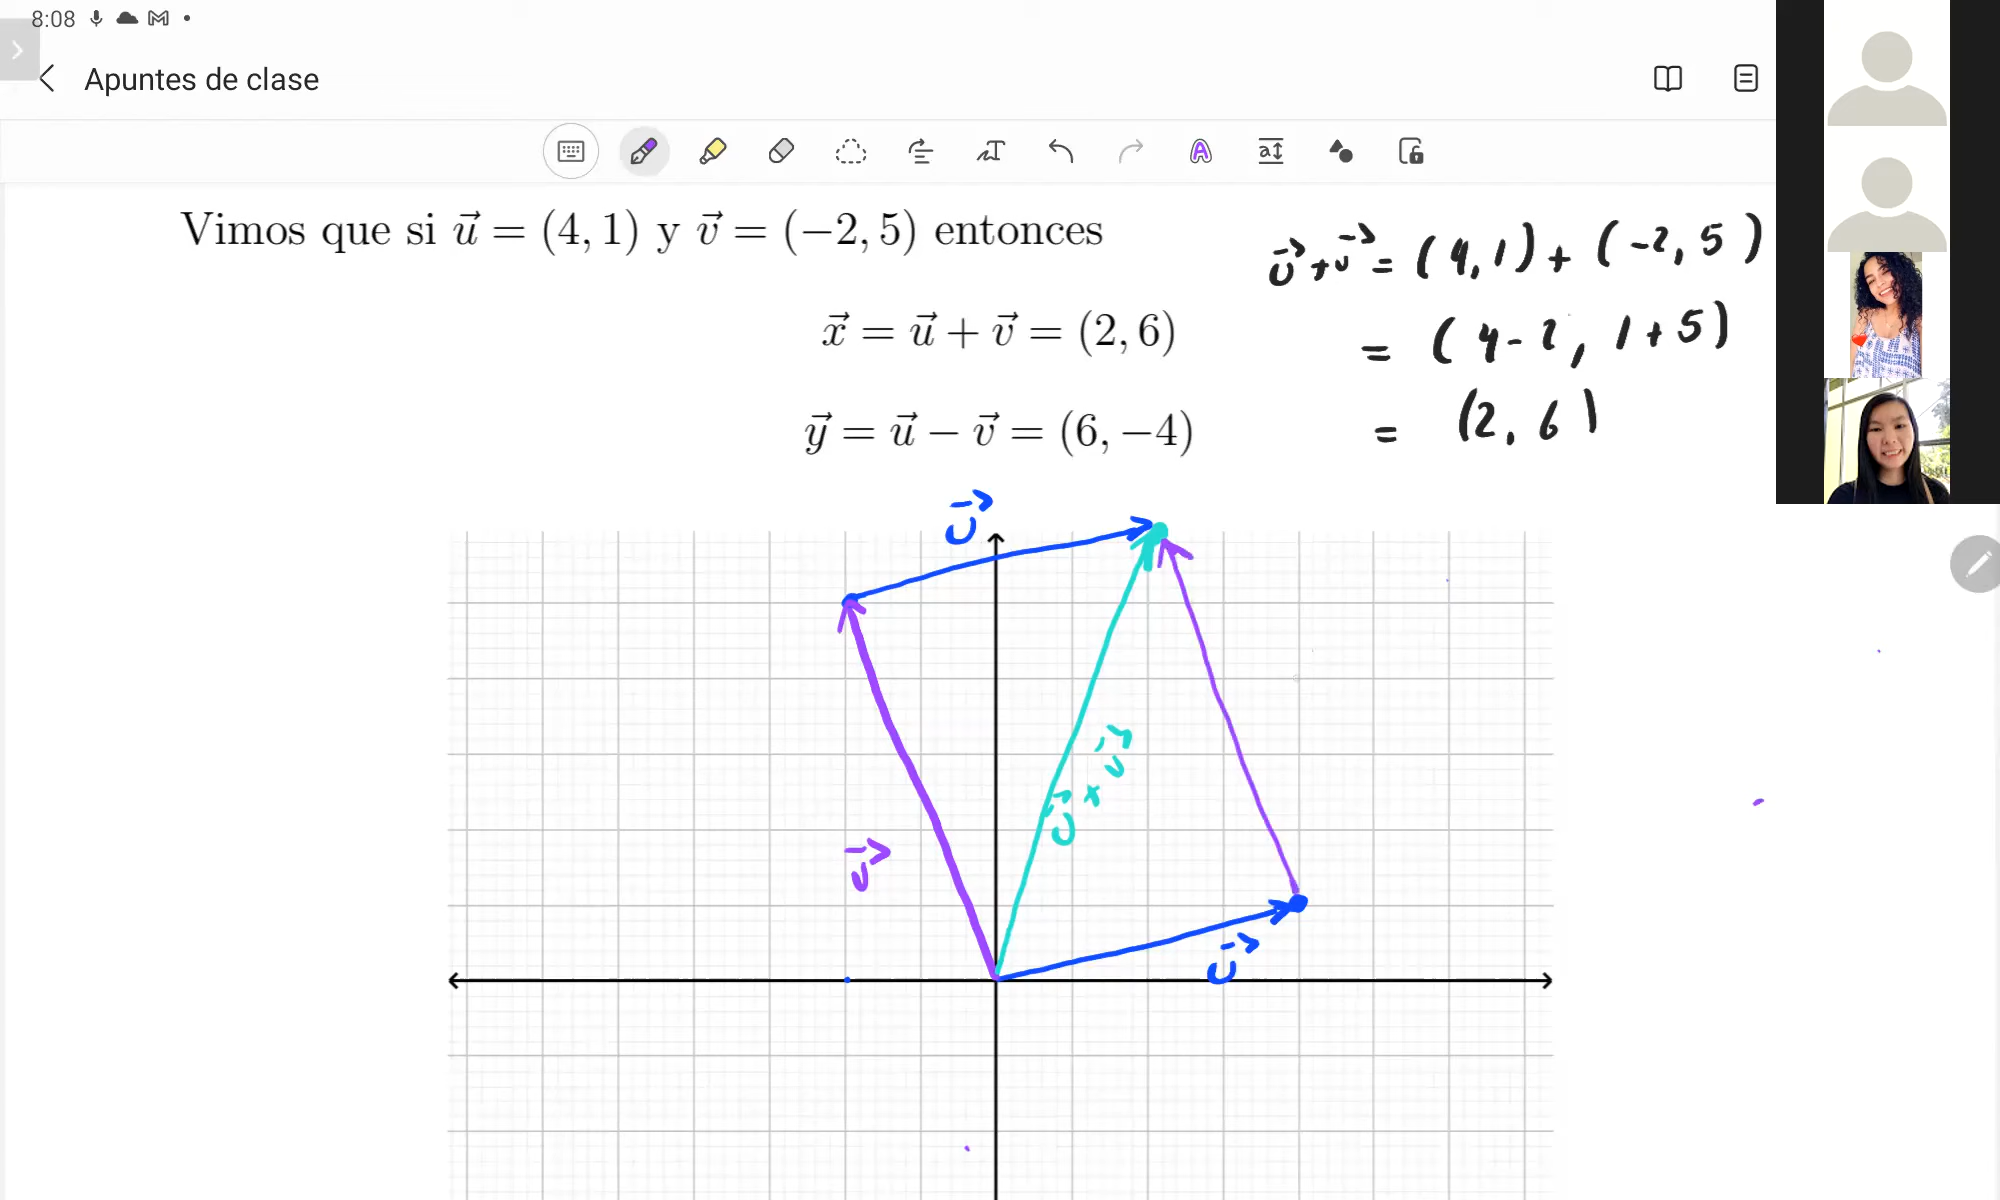 8:08
Apuntes de clase
Vimos que si u⃗ = (4, 1) y v⃗ = (−2, 5) entonces
x⃗ = u⃗ + v⃗ = (2, 6)
y⃗ = u⃗ − v⃗ = (6, −4)
u⃗ + v⃗ = (4, 1) + (-2, 5)
= (4-2, 1+5)
= (2, 6)
u⃗
u⃗ + v⃗
v⃗
u⃗